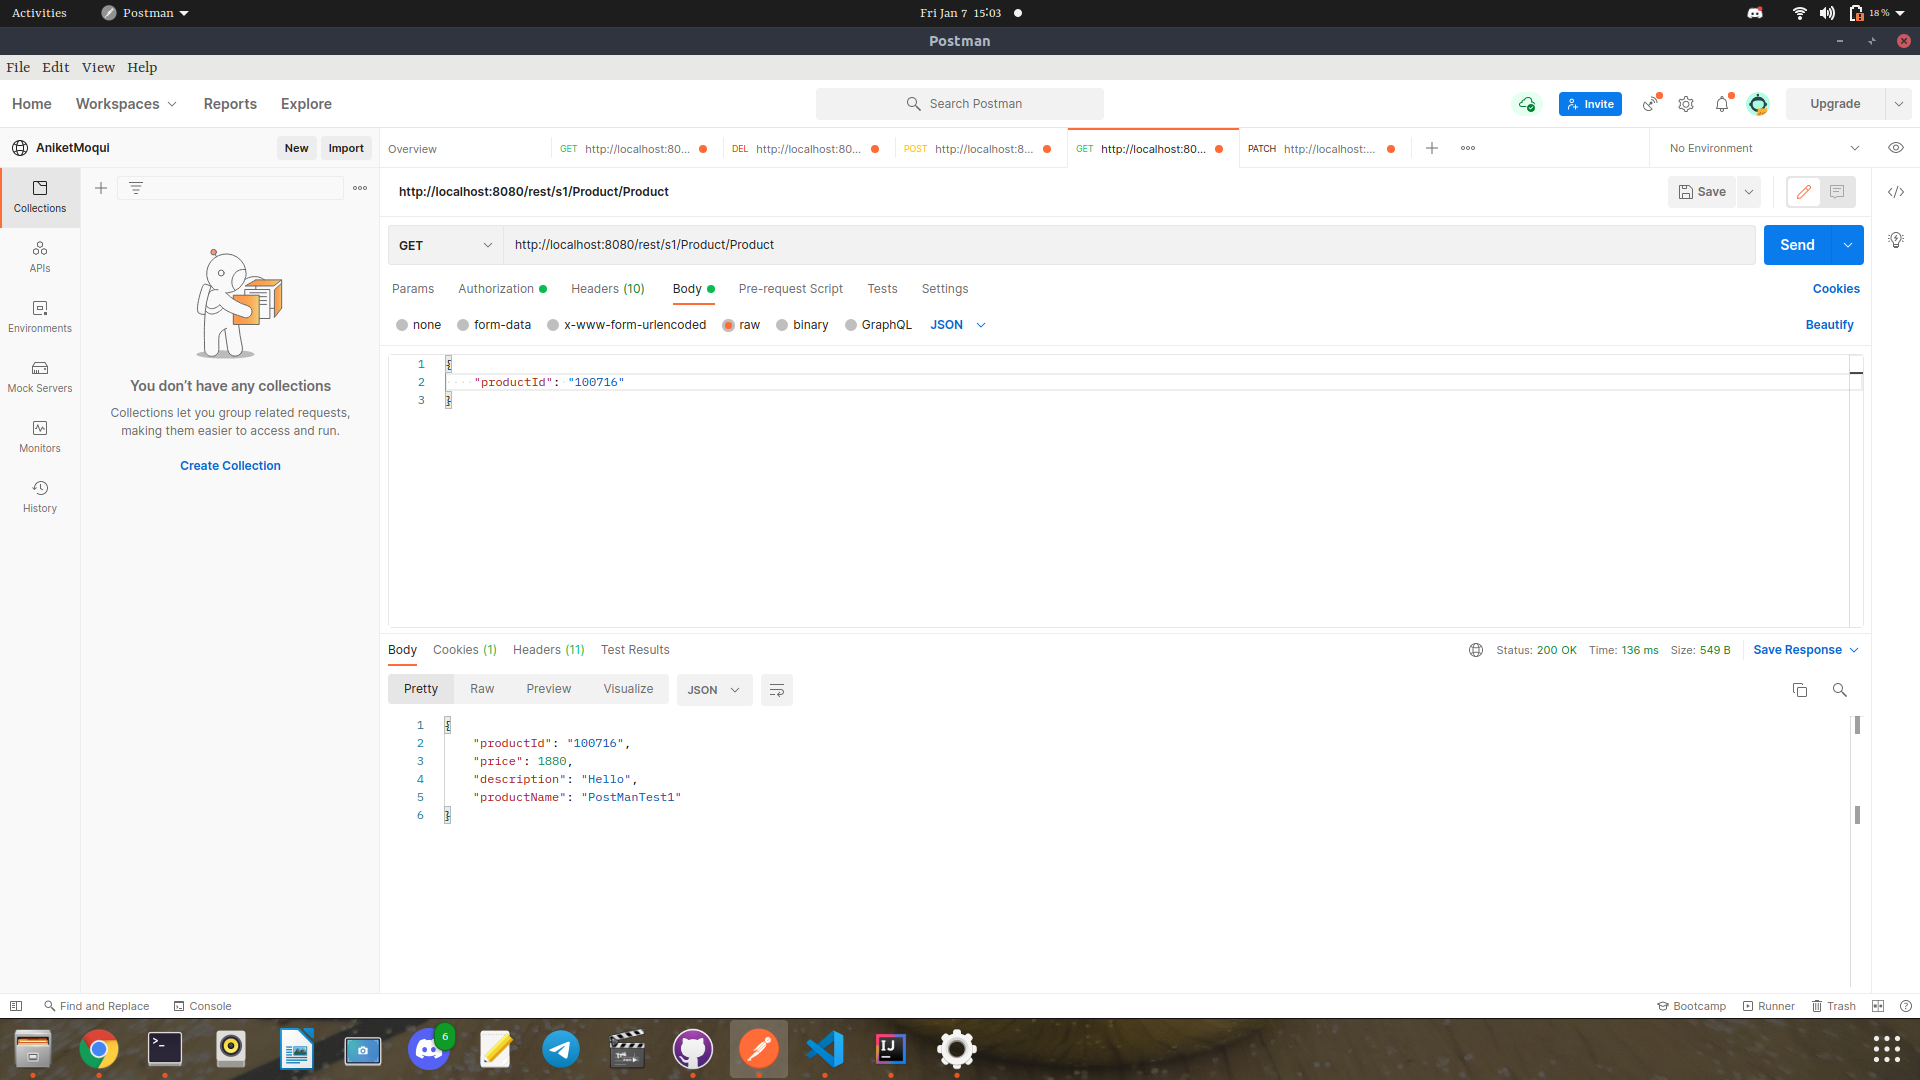 Activities Postman Fri Jan 7 15:03 18 %
Postman
File Edit View Help
Home Workspaces Reports Explore Search Postman Invite Upgrade
AniketMoqui New Import Overview GET http://localhost:80... DEL http://localhost:80... POST http://localhost:8... GET http://localhost:80... PATCH http://localhost:... No Environment
Collections
APIs
Environments
Mock Servers
Monitors
History
You don't have any collections
Collections let you group related requests,
making them easier to access and run.
Create Collection
http://localhost:8080/rest/s1/Product/Product Save
GET http://localhost:8080/rest/s1/Product/Product Send
Params Authorization Headers (10) Body Pre-request Script Tests Settings Cookies
none form-data x-www-form-urlencoded raw binary GraphQL JSON Beautify
1 {
2 "productId": "100716"
3 }
Body Cookies (1) Headers (11) Test Results Status: 200 OK Time: 136 ms Size: 549 B Save Response
Pretty Raw Preview Visualize JSON
1 {
2 "productId": "100716",
3 "price": 1880,
4 "description": "Hello",
5 "productName": "PostManTest1"
6 }
Find and Replace Console Bootcamp Runner Trash
6
IJ